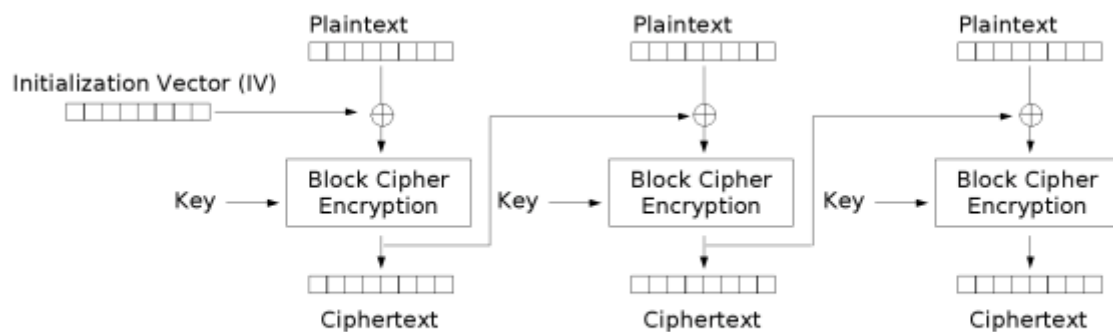 Plaintext
Plaintext
Plaintext
Initialization Vector (IV)
Key
Block Cipher
Encryption
Key
Block Cipher
Encryption
Key
Block Cipher
Encryption
Ciphertext
Ciphertext
Ciphertext